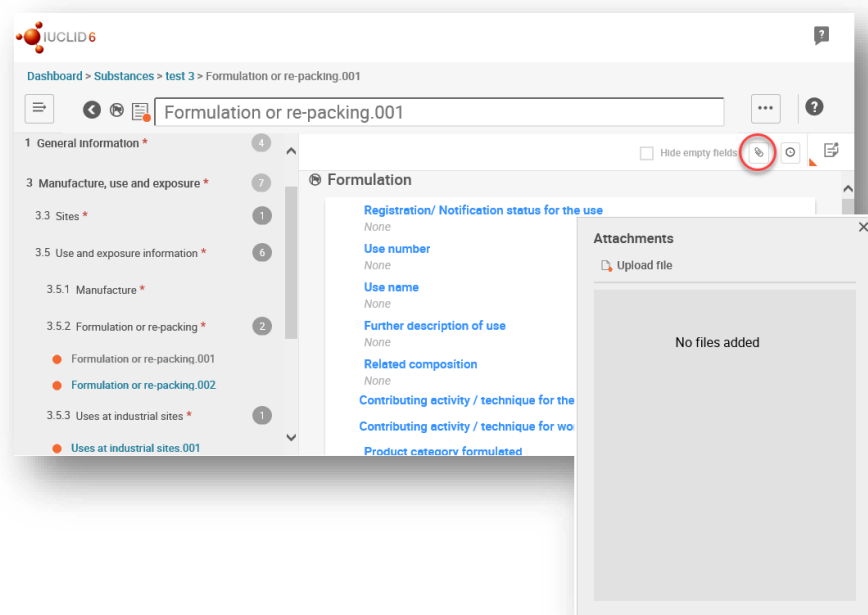 IUCLID 6
Dashboard > Substances > test 3 > Formulation or re-packing.001
Formulation or re-packing.001
1 General information *
4
3 Manufacture, use and exposure *
7
3.3 Sites *
1
3.5 Use and exposure information *
6
3.5.1 Manufacture *
3.5.2 Formulation or re-packing *
2
Formulation or re-packing.001
Formulation or re-packing.002
3.5.3 Uses at industrial sites *
1
Uses at industrial sites.001
Hide empty fields
Formulation
Registration/ Notification status for the use
None
Use number
None
Use name
None
Further description of use
None
Related composition
None
Contributing activity / technique for the
Contributing activity / technique for wo
Product category formulated
Attachments
Upload file
No files added